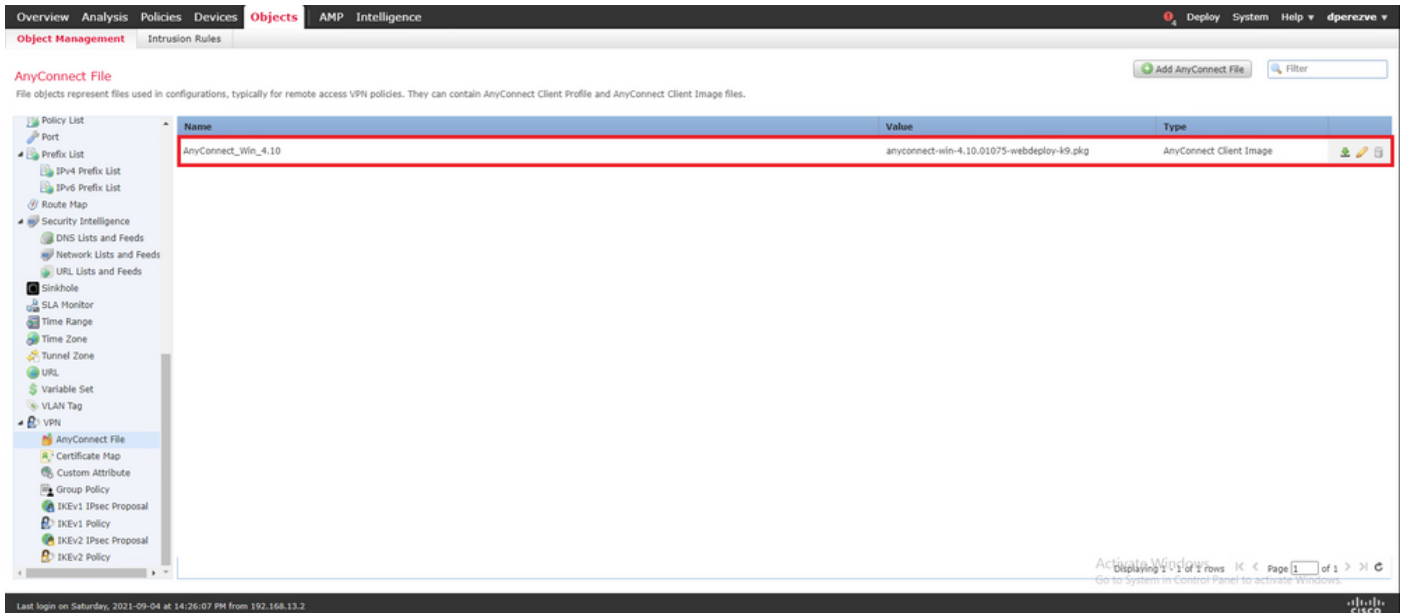 Overview Analysis Policies Devices Objects AMP Intelligence
4 Deploy System Help dperezve
Object Management Intrusion Rules
AnyConnect File
Add AnyConnect File Filter
File objects represent files used in configurations, typically for remote access VPN policies. They can contain AnyConnect Client Profile and AnyConnect Client Image files.
Policy List
Port
Prefix List
IPv4 Prefix List
IPv6 Prefix List
Route Map
Security Intelligence
DNS Lists and Feeds
Network Lists and Feeds
URL Lists and Feeds
Sinkhole
SLA Monitor
Time Range
Time Zone
Tunnel Zone
URL
Variable Set
VLAN Tag
VPN
AnyConnect File
Certificate Map
Custom Attribute
Group Policy
IKEv1 IPsec Proposal
IKEv1 Policy
IKEv2 IPsec Proposal
IKEv2 Policy
Name Value Type
AnyConnect_Win_4.10 anyconnect-win-4.10.01075-webdeploy-k9.pkg AnyConnect Client Image
Activate Windows
Displaying 1 - 1 of 1 rows Page 1 of 1
Go to System in Control Panel to activate Windows.
Last login on Saturday, 2021-09-04 at 14:26:07 PM from 192.168.13.2
CISCO